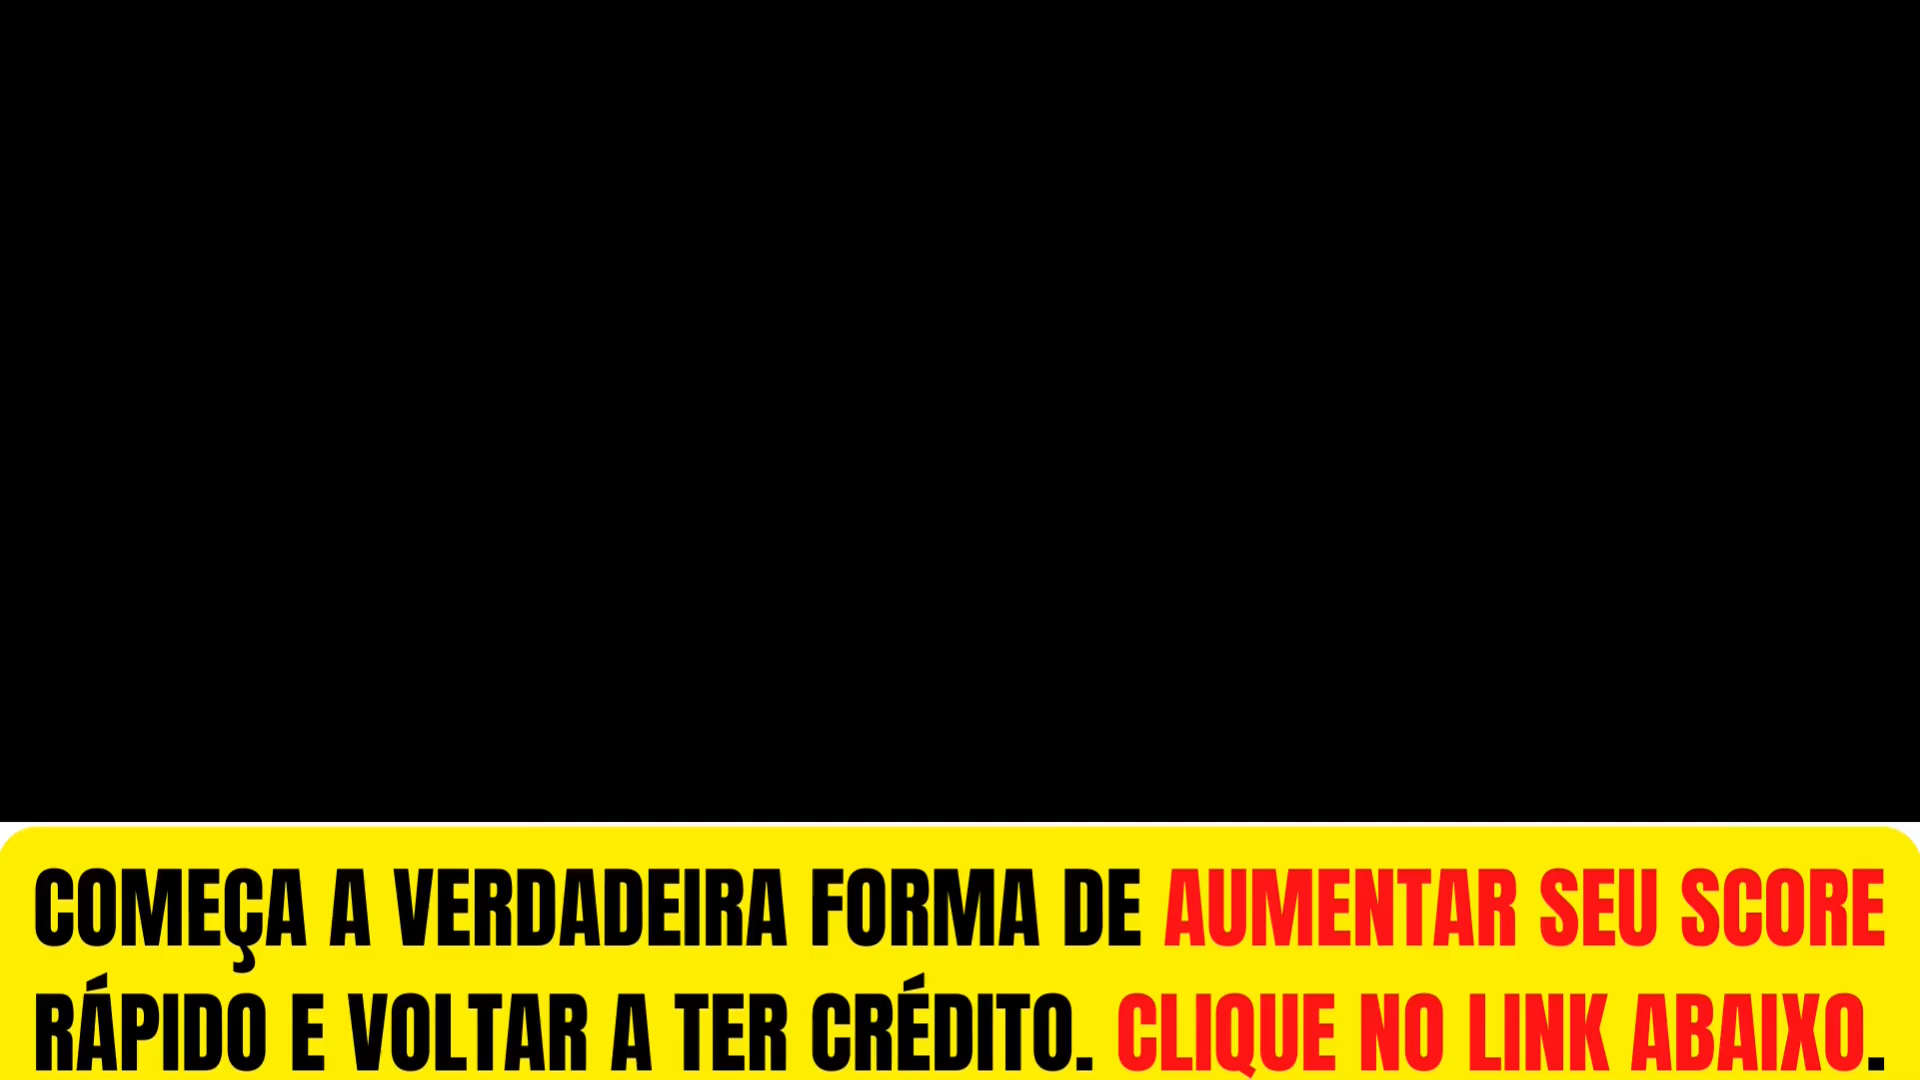 COMEÇA A VERDADEIRA FORMA DE AUMENTAR SEU SCORE
RÁPIDO E VOLTAR A TER CRÉDITO. CLIQUE NO LINK ABAIXO.